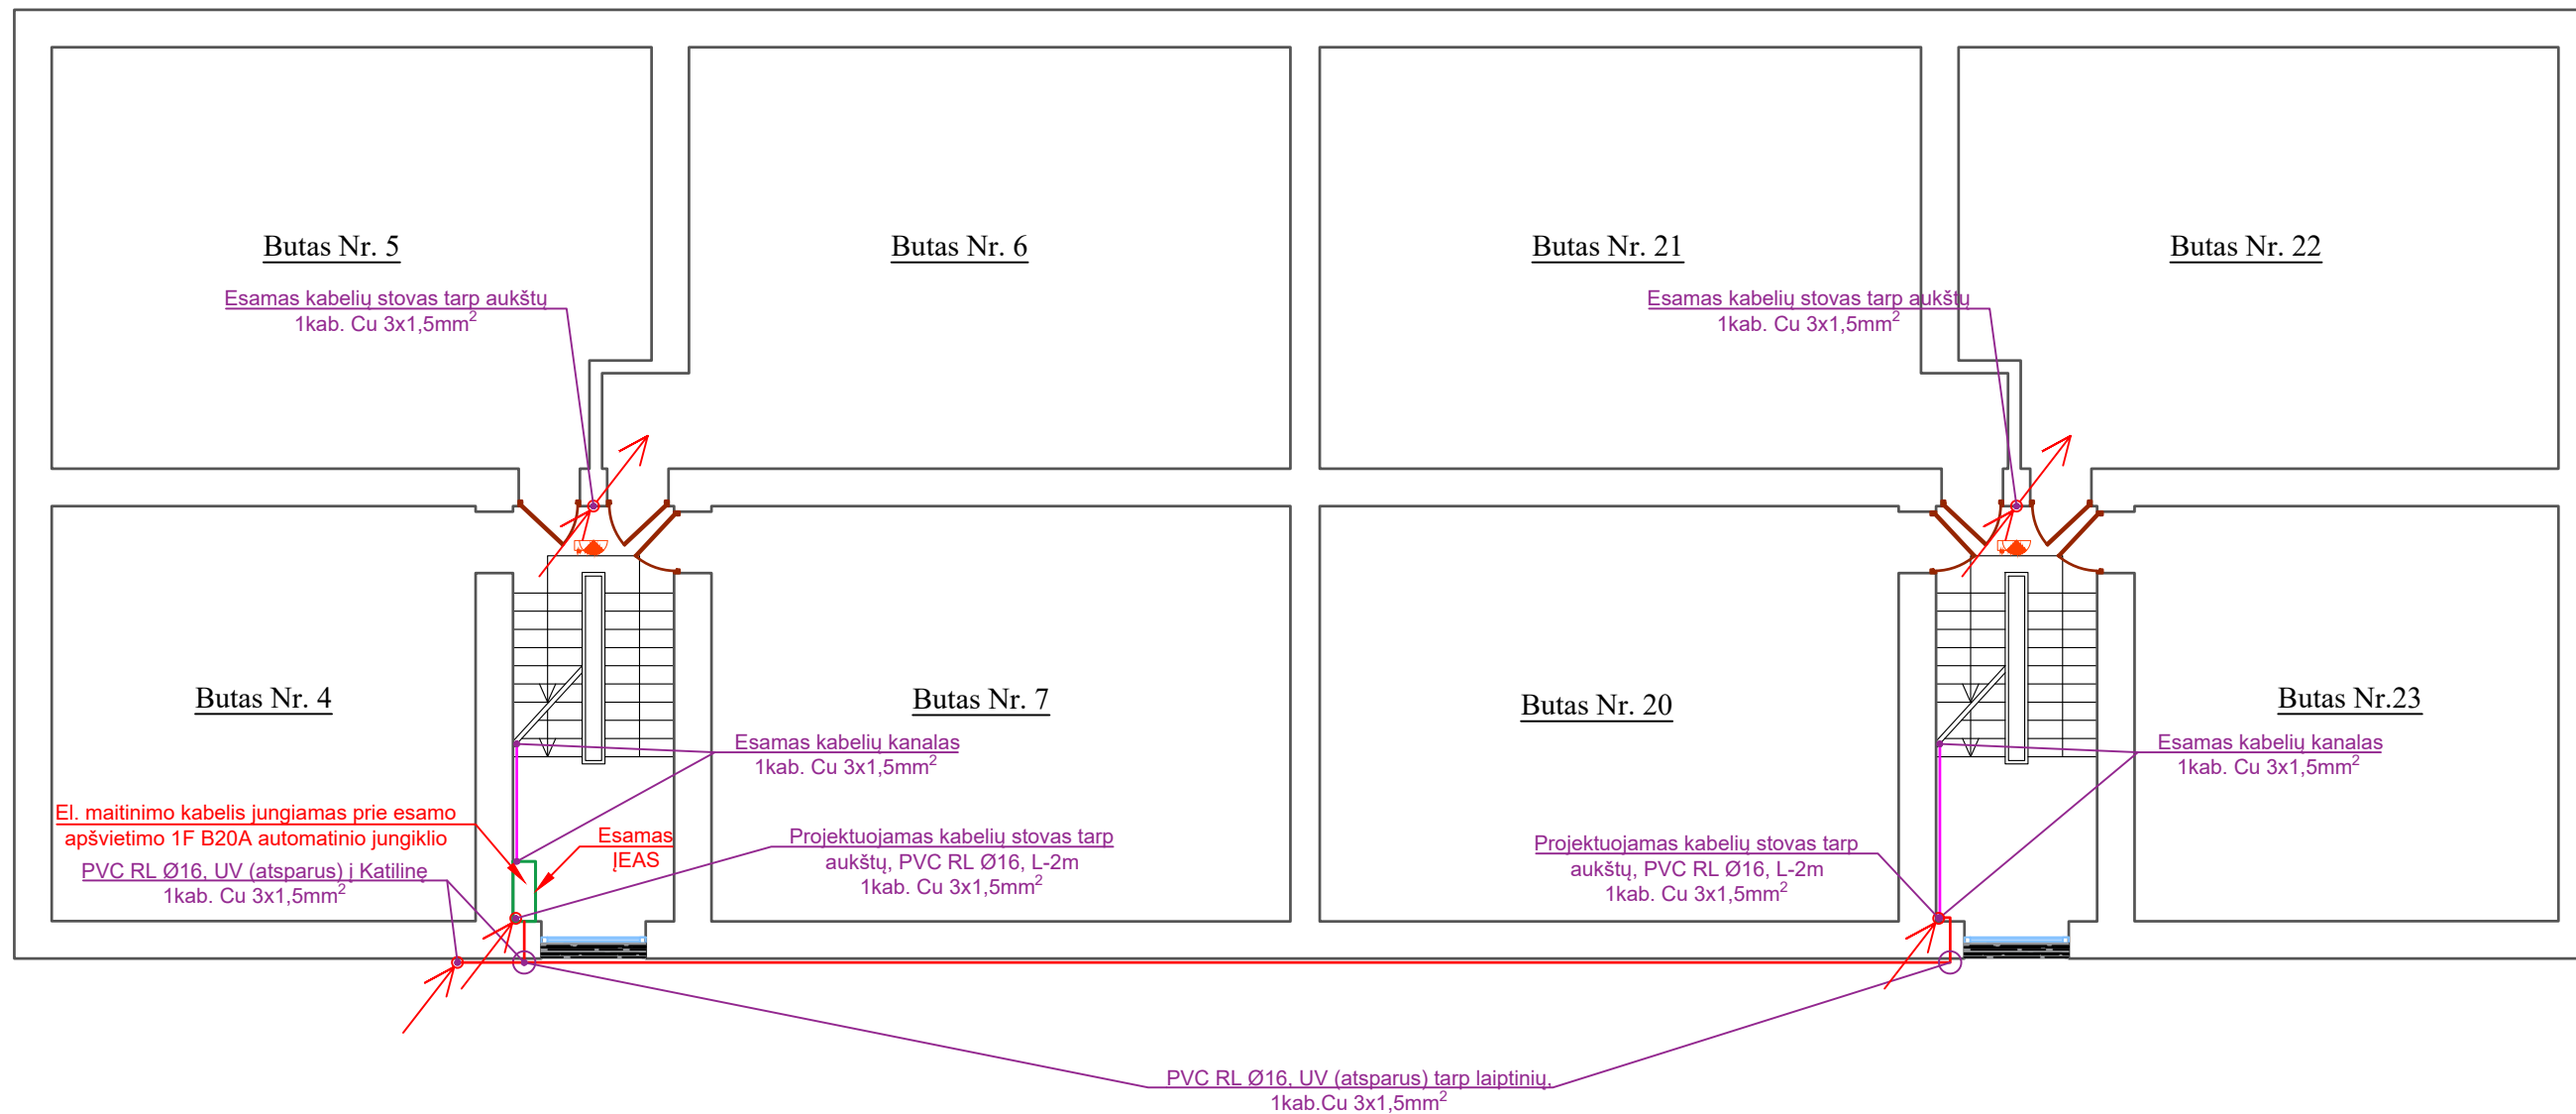 Butas Nr. 5
Butas Nr. 6
Butas Nr. 21
Butas Nr. 22
Esamas kabelių stovas tarp aukštų
1kab. Cu 3x1,5mm²
Esamas kabelių stovas tarp aukštų
1kab. Cu 3x1,5mm²
Butas Nr. 4
Butas Nr. 7
Butas Nr. 20
Butas Nr.23
Esamas kabelių kanalas
1kab. Cu 3x1,5mm²
Esamas kabelių kanalas
1kab. Cu 3x1,5mm²
El. maitinimo kabelis jungiamas prie esamo
apšvietimo 1F B20A automatinio jungiklio
Esamas
ĮEAS
PVC RL Ø16, UV (atsparus) į Katilinę
1kab. Cu 3x1,5mm²
Projektuojamas kabelių stovas tarp
aukštų, PVC RL Ø16, L-2m
1kab. Cu 3x1,5mm²
Projektuojamas kabelių stovas tarp
aukštų, PVC RL Ø16, L-2m
1kab. Cu 3x1,5mm²
PVC RL Ø16, UV (atsparus) tarp laiptinių,
1kab.Cu 3x1,5mm²